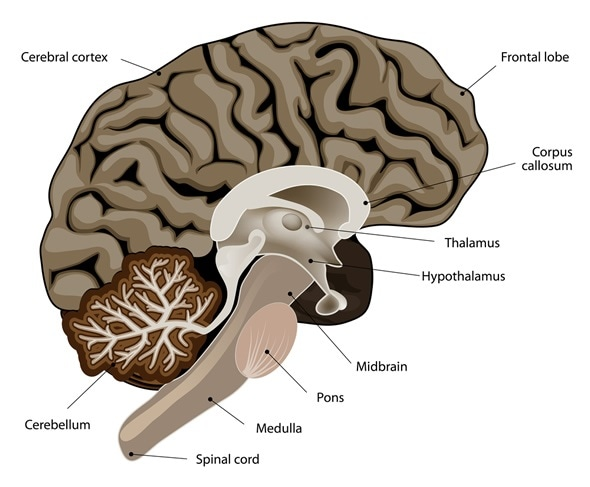 Cerebral cortex
Frontal lobe
Corpus
callosum
Thalamus
Hypothalamus
Midbrain
Pons
Cerebellum
Medulla
Spinal cord